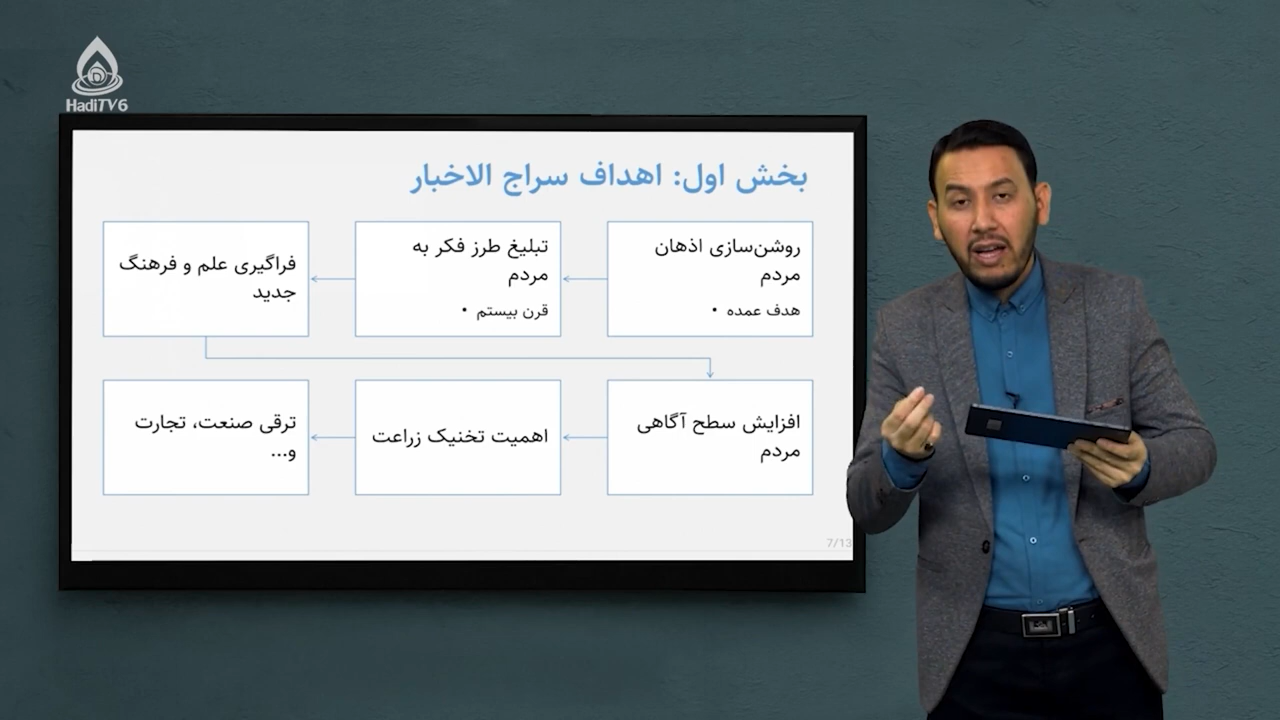 HadiTV6
بخش اول: اهداف سراج الاخبار
روشن‌سازی اذهان
مردم
هدف عمده •
تبلیغ طرز فکر به
مردم
قرن بیستم •
فراگیری علم و فرهنگ
جدید
افزایش سطح آگاهی
مردم
اهمیت تخنیک زراعت
ترقی صنعت، تجارت
و...
7/13